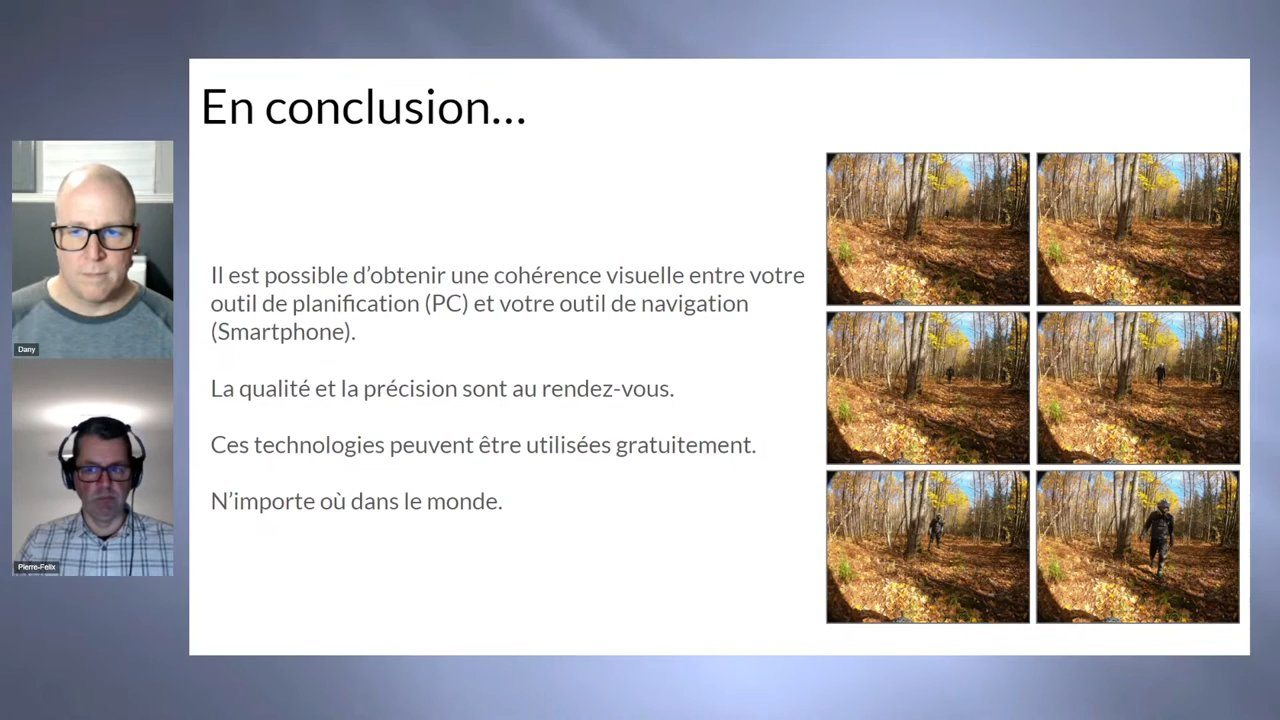 En conclusion...
Il est possible d’obtenir une cohérence visuelle entre votre
outil de planification (PC) et votre outil de navigation
(Smartphone).
La qualité et la précision sont au rendez-vous.
Ces technologies peuvent être utilisées gratuitement.
N’importe où dans le monde.
Dany
Pierre-Felix